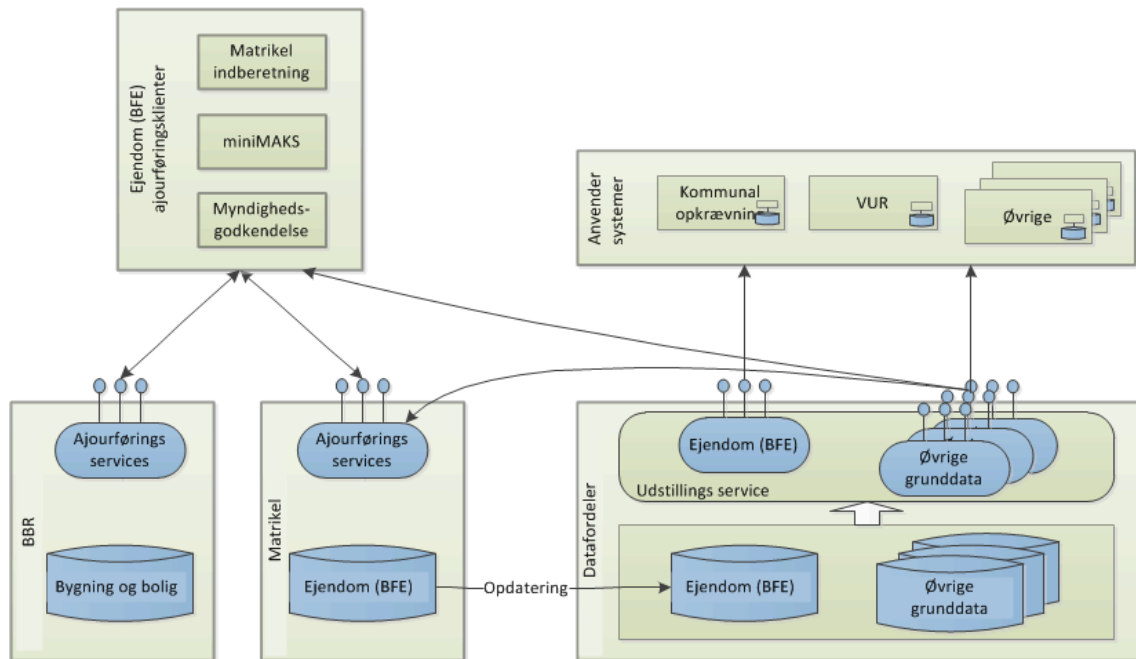 Ejendom (BFE)
ajourføringsklienter
Matrikel
indberetning
miniMAKS
Myndigheds-
godkendelse
Anvender
systemer
Kommunal
opkrævning
VUR
Øvrige
BBR
Ajourførings
services
Bygning og bolig
Matrikel
Ajourførings
services
Ejendom (BFE)
Opdatering
Datafordeler
Ejendom (BFE)
Øvrige
grunddata
Udstillings service
Ejendom (BFE)
Øvrige
grunddata